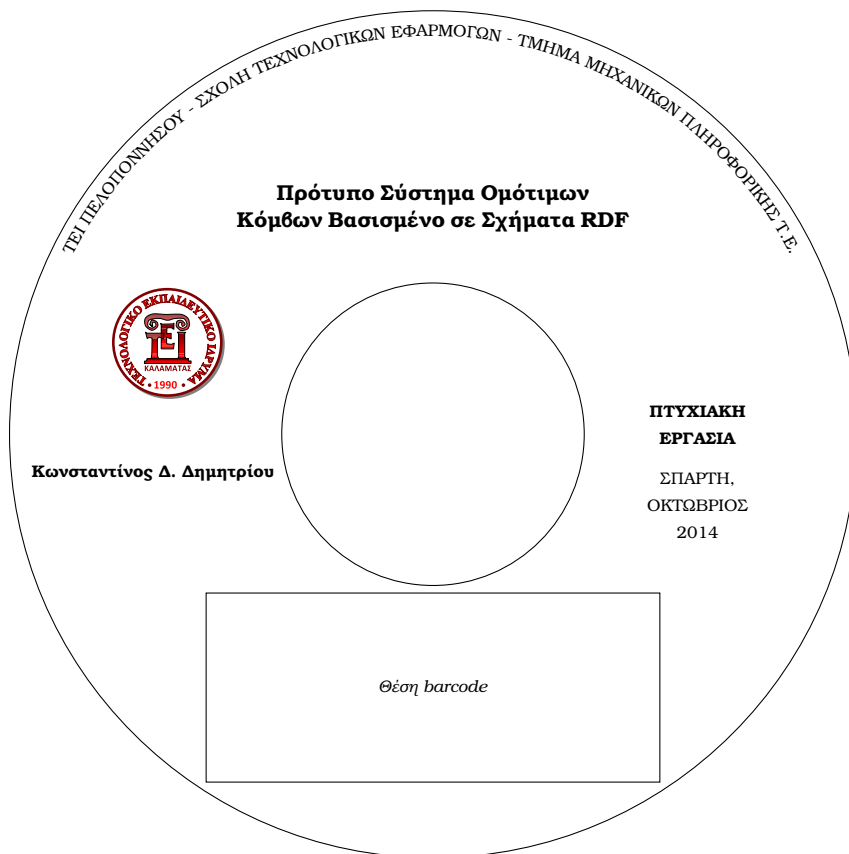 ΤΕΙ ΠΕΛΟΠΟΝΝΗΣΟΥ - ΣΧΟΛΗ ΤΕΧΝΟΛΟΓΙΚΩΝ ΕΦΑΡΜΟΓΩΝ - ΤΜΗΜΑ ΜΗΧΑΝΙΚΩΝ ΠΛΗΡΟΦΟΡΙΚΗΣ Τ.Ε.
Πρότυπο Σύστημα Ομότιμων
Κόμβων Βασισμένο σε Σχήματα RDF
ΤΕΧΝΟΛΟΓΙΚΟ ΕΚΠΑΙΔΕΥΤΙΚΟ ΙΔΡΥΜΑ
ΤΕΙ
ΚΑΛΑΜΑΤΑΣ
• 1990 •
Κωνσταντίνος Δ. Δημητρίου
ΠΤΥΧΙΑΚΗ
ΕΡΓΑΣΙΑ
ΣΠΑΡΤΗ,
ΟΚΤΩΒΡΙΟΣ
2014
Θέση barcode